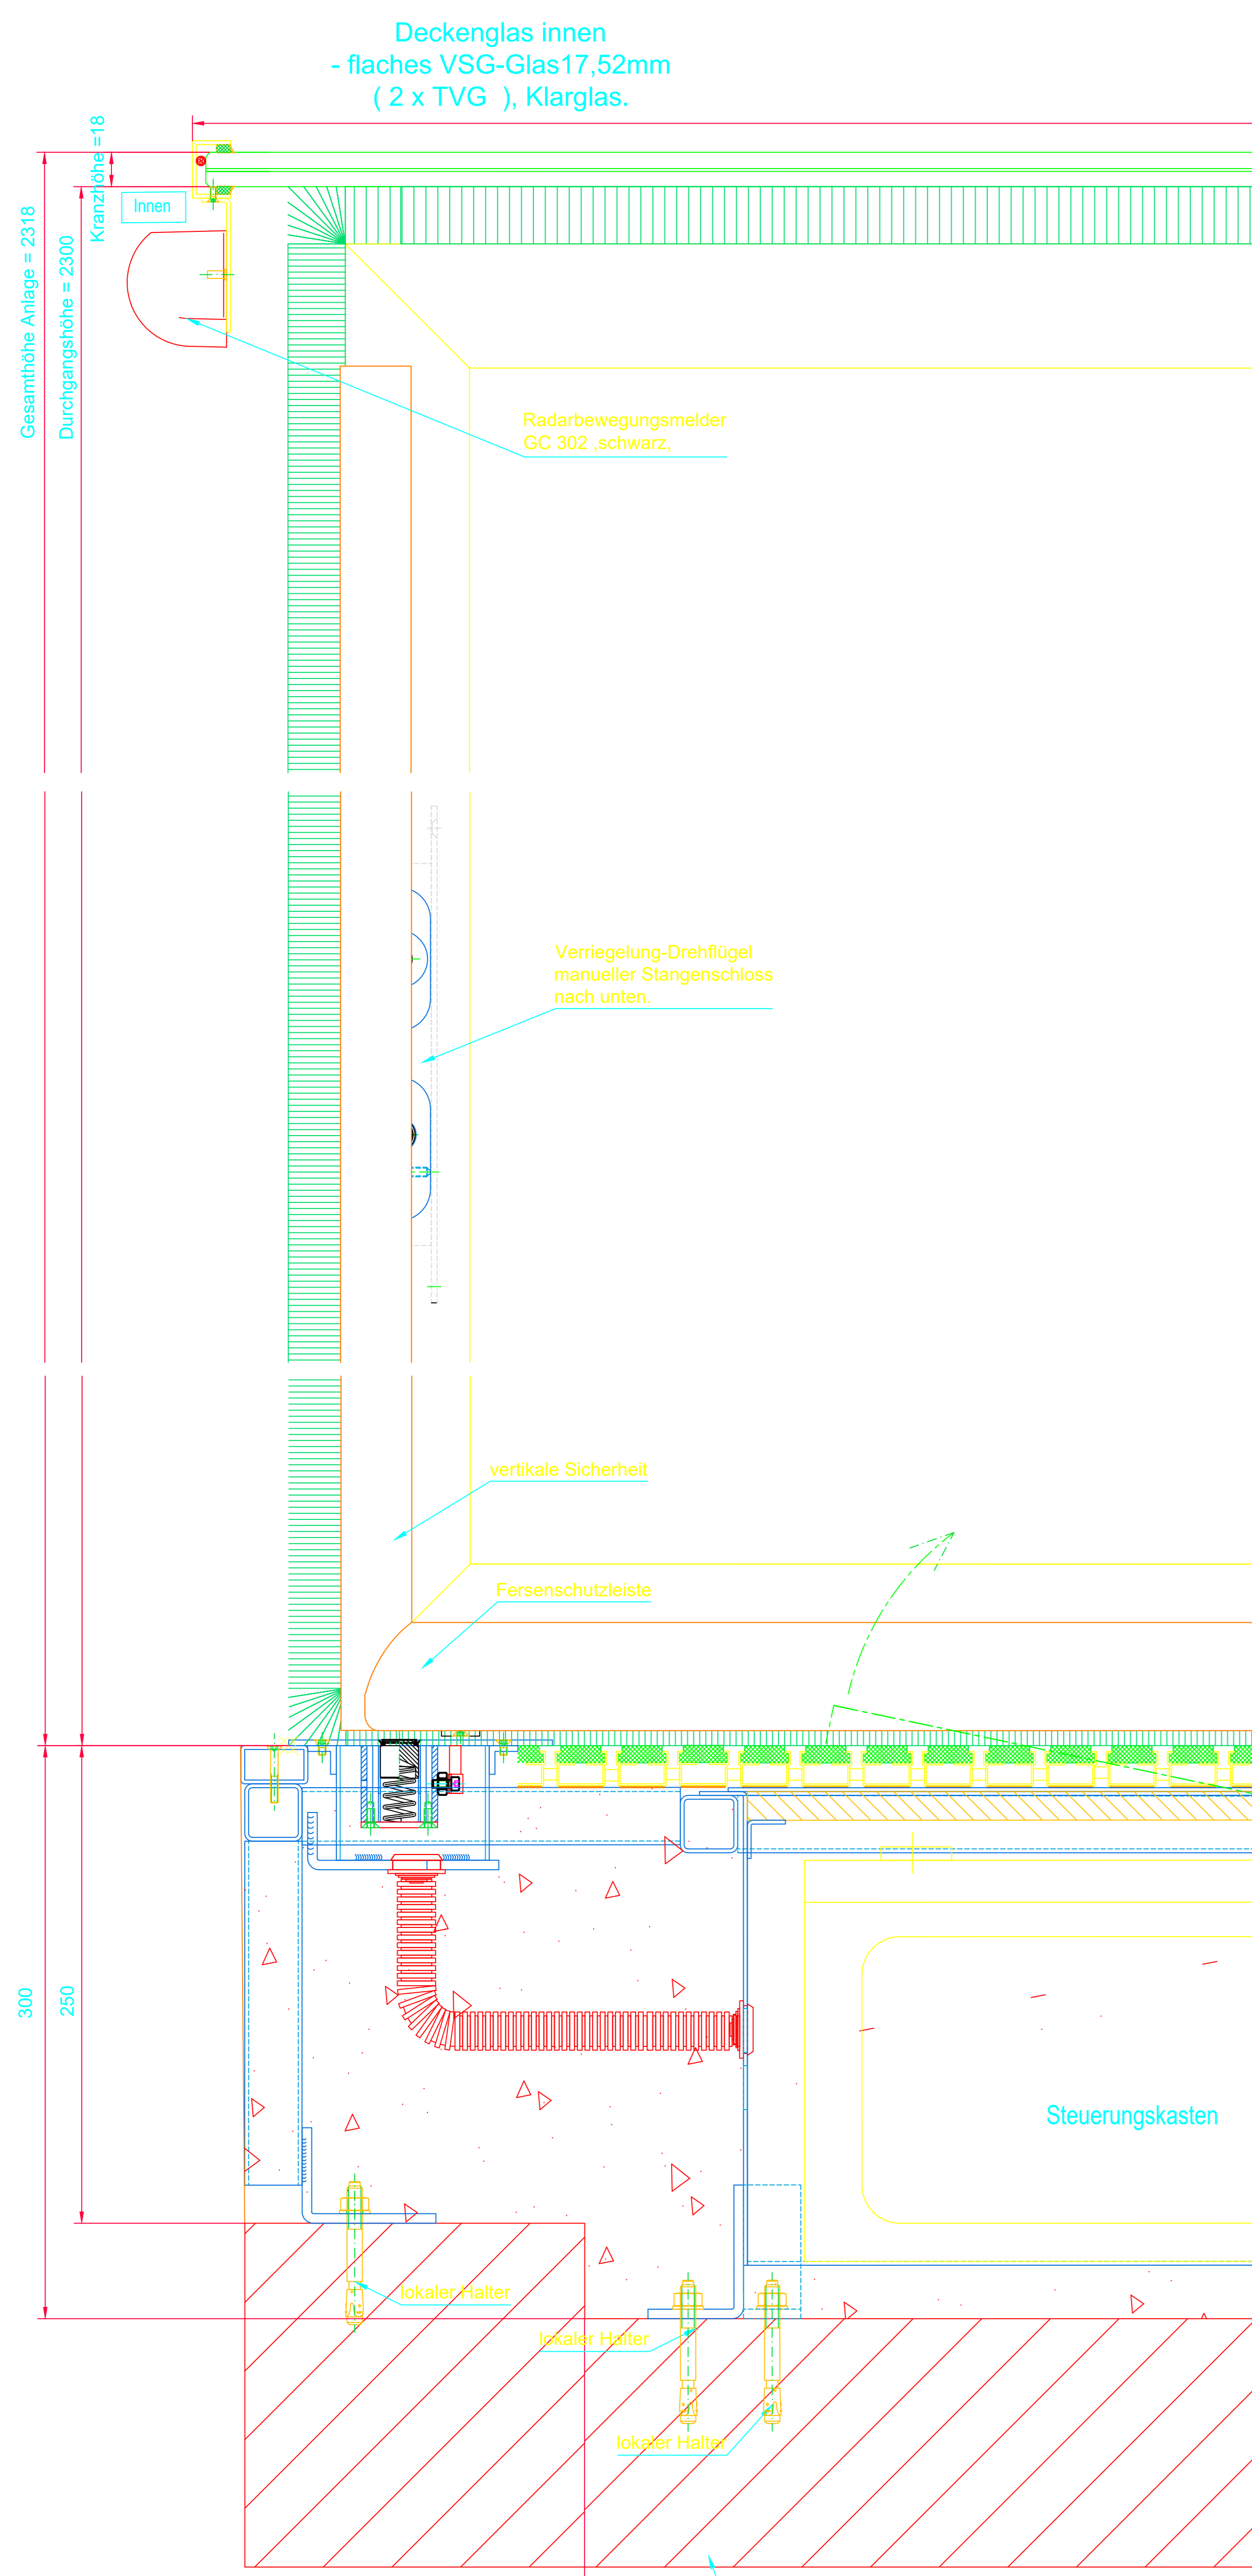 Deckenglas innen
- flaches VSG-Glas17,52mm
( 2 x TVG  ), Klarglas.
Kranzhöhe =18
Innen
Gesamthöhe Anlage = 2318
Durchgangshöhe = 2300
Radarbewegungsmelder
GC 302 ,schwarz,
Verriegelung-Drehflügel
manueller Stangenschloss
nach unten.
vertikale Sicherheit
Fersenschutzleiste
300
250
Steuerungskasten
lokaler Halter
lokaler Halter
lokaler Halter